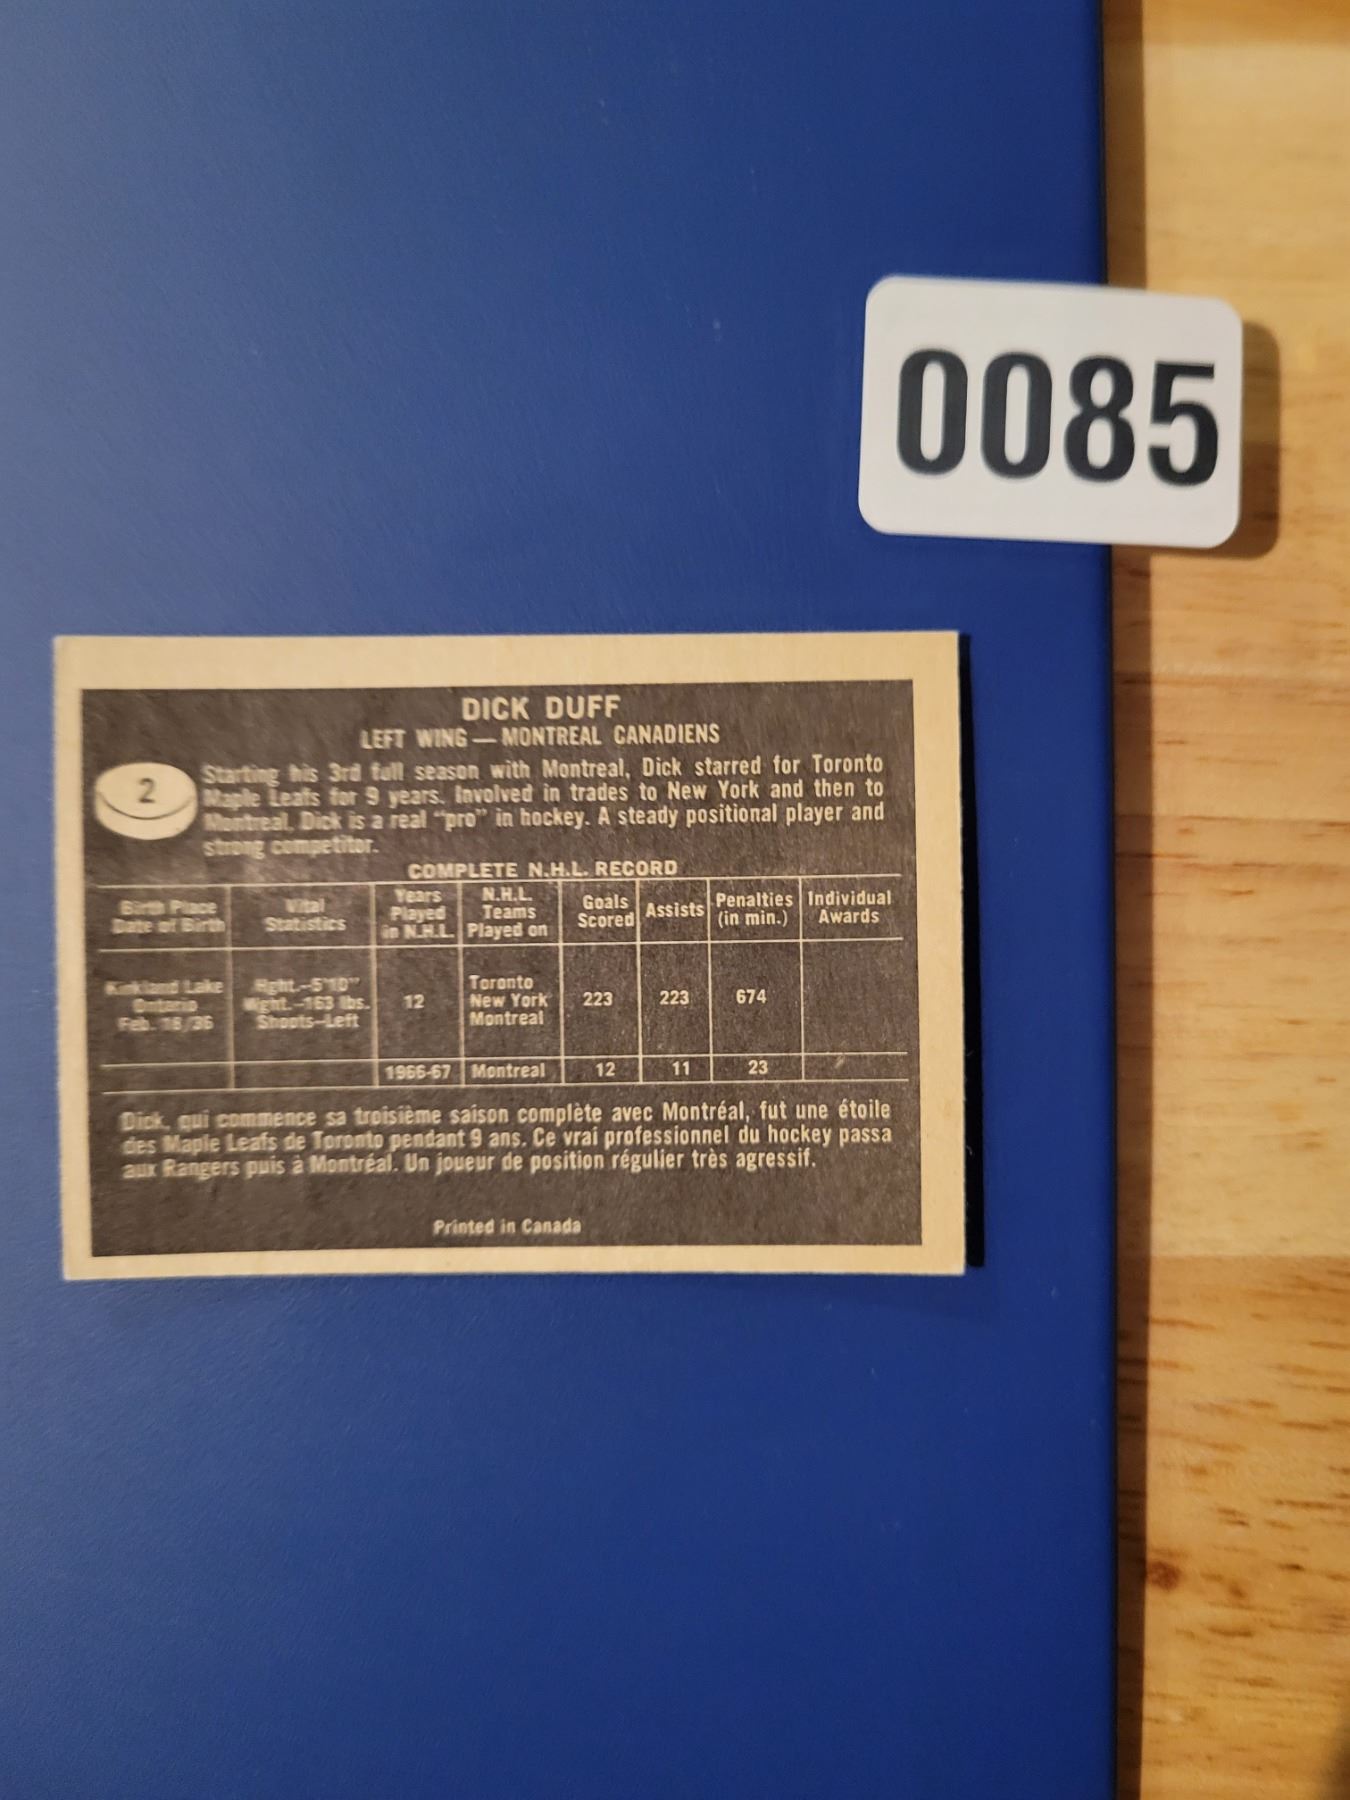 0085
DICK DUFF
LEFT WING — MONTREAL CANADIENS
2
Starting his 3rd full season with Montreal, Dick starred for Toronto
Maple Leafs for 9 years. Involved in trades to New York and then to
Montreal, Dick is a real "pro" in hockey. A steady positional player and
strong competitor.
COMPLETE N.H.L. RECORD
Birth Place Date of Birth Vital Statistics Years Played in N.H.L. N.H.L. Teams Played on Goals Scored Assists Penalties (in min.) Individual Awards
Kirkland Lake Ontario Feb. 18/36 Hght.-5'10" Wght.-163 lbs. Shoots-Left 12 Toronto New York Montreal 223 223 674
1966-67 Montreal 12 11 23
Dick, qui commence sa troisième saison complète avec Montréal, fut une étoile
des Maple Leafs de Toronto pendant 9 ans. Ce vrai professionnel du hockey passa
aux Rangers puis à Montréal. Un joueur de position régulier très agressif.
Printed in Canada